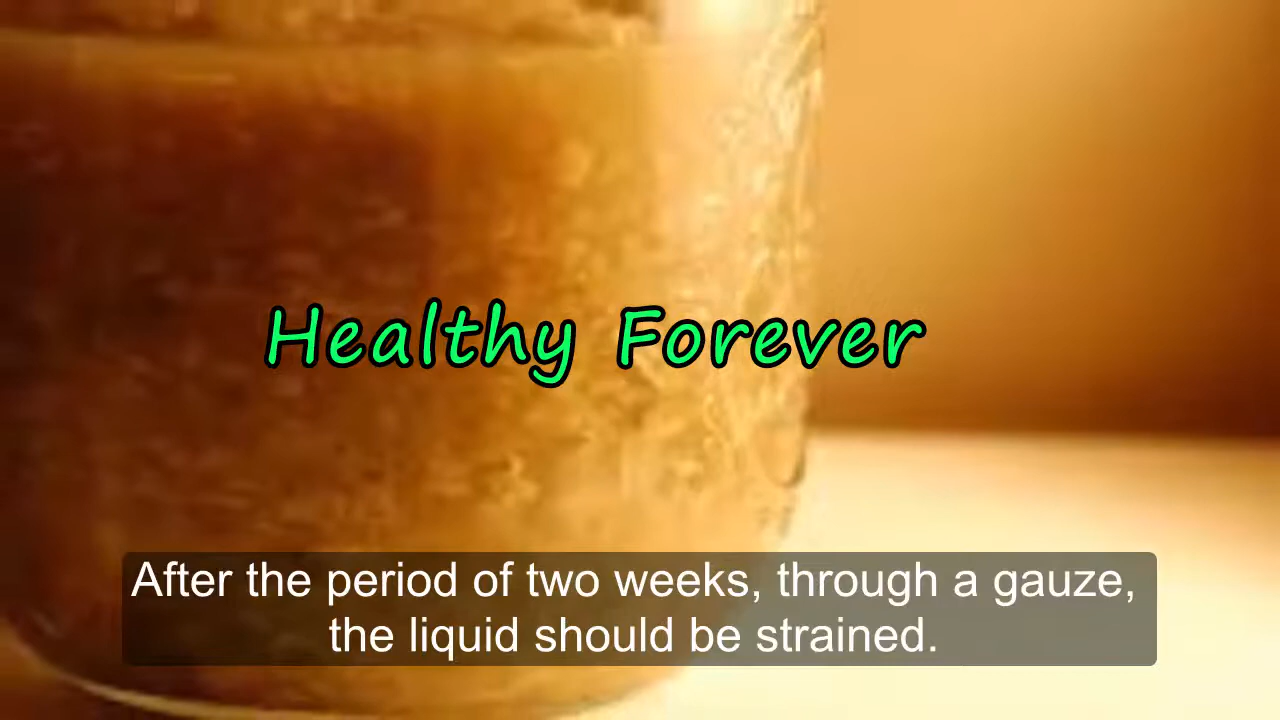 Healthy Forever
After the period of two weeks, through a gauze,
the liquid should be strained.